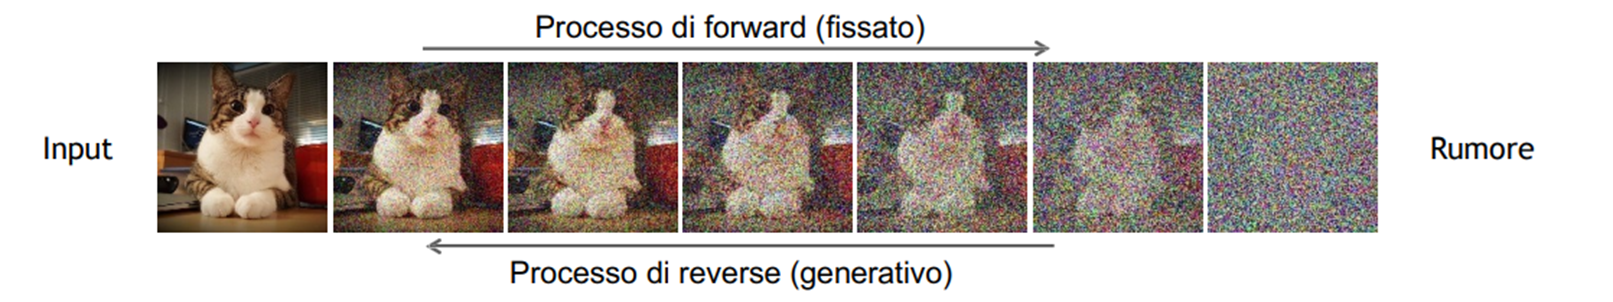 Processo di forward (fissato)
Input
Rumore
Processo di reverse (generativo)